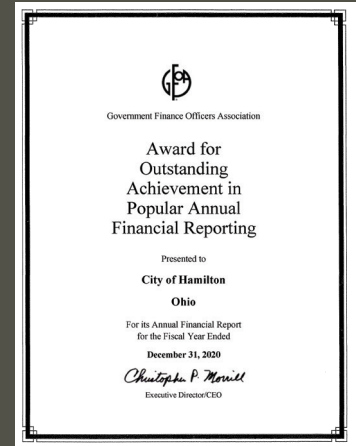 GFOA
Government Finance Officers Association
Award for
Outstanding
Achievement in
Popular Annual
Financial Reporting
Presented to
City of Hamilton
Ohio
For its Annual Financial Report
for the Fiscal Year Ended
December 31, 2020
Christopher P. Morrill
Executive Director/CEO